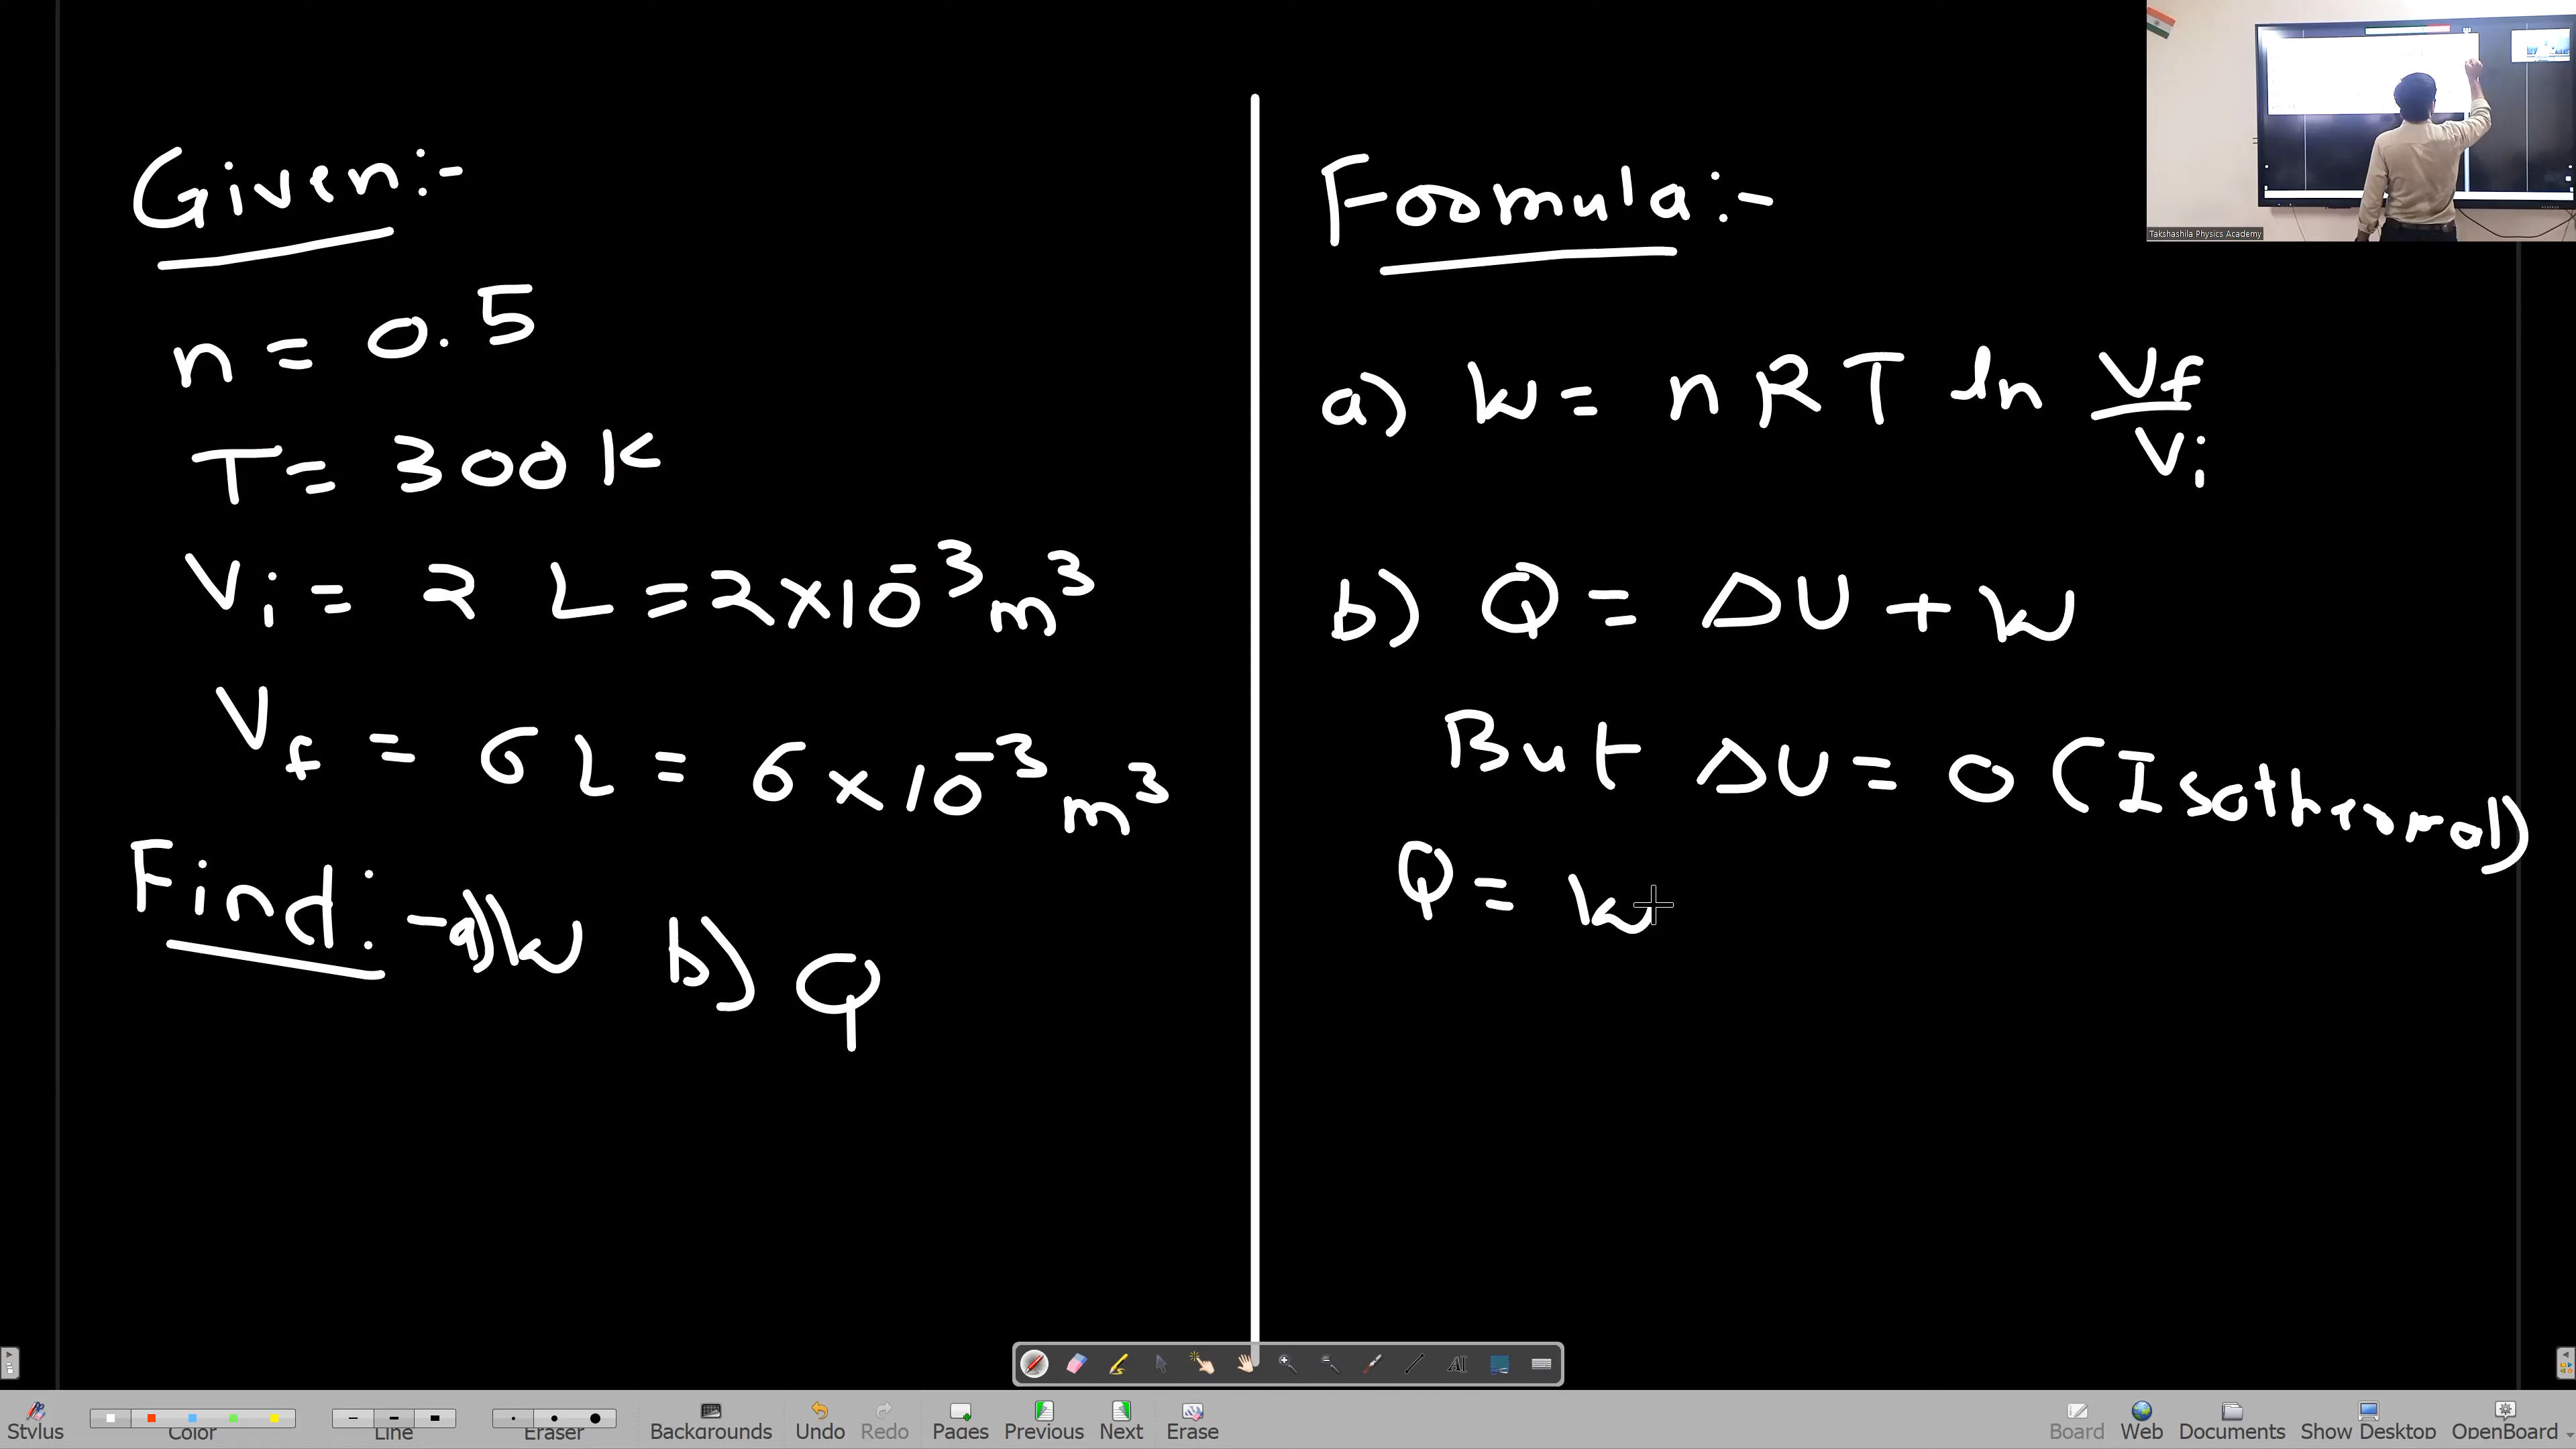 Given:-
n = 0.5
T = 300 K
Vi = 2 L = 2×10⁻³ m³
Vf = 6 L = 6×10⁻³ m³
Find:- a) W b) Q
Formula:-
a) W = n R T ln Vf/Vi
b) Q = ΔU + W
But ΔU = 0 (Isothermal)
Q = W
Takshashila Physics Academy
Stylus Color Line Eraser Backgrounds Undo Redo Pages Previous Next Erase Board Web Documents Show Desktop OpenBoard